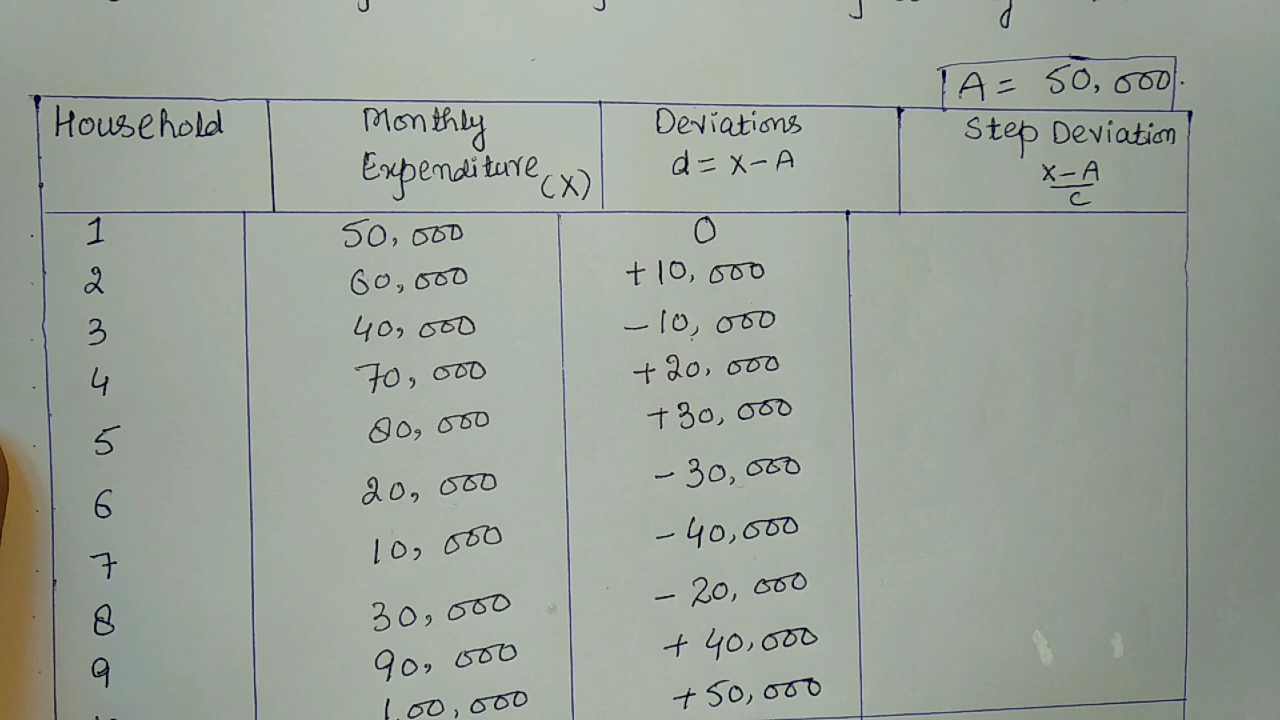 A = 50,000.
Household Monthly Expenditure (X) Deviations d = X – A Step Deviation X – A / C
1 50,000 0
2 60,000 +10,000
3 40,000 –10,000
4 70,000 +20,000
5 80,000 +30,000
6 20,000 –30,000
7 10,000 –40,000
8 30,000 –20,000
9 90,000 +40,000
1,00,000 +50,000